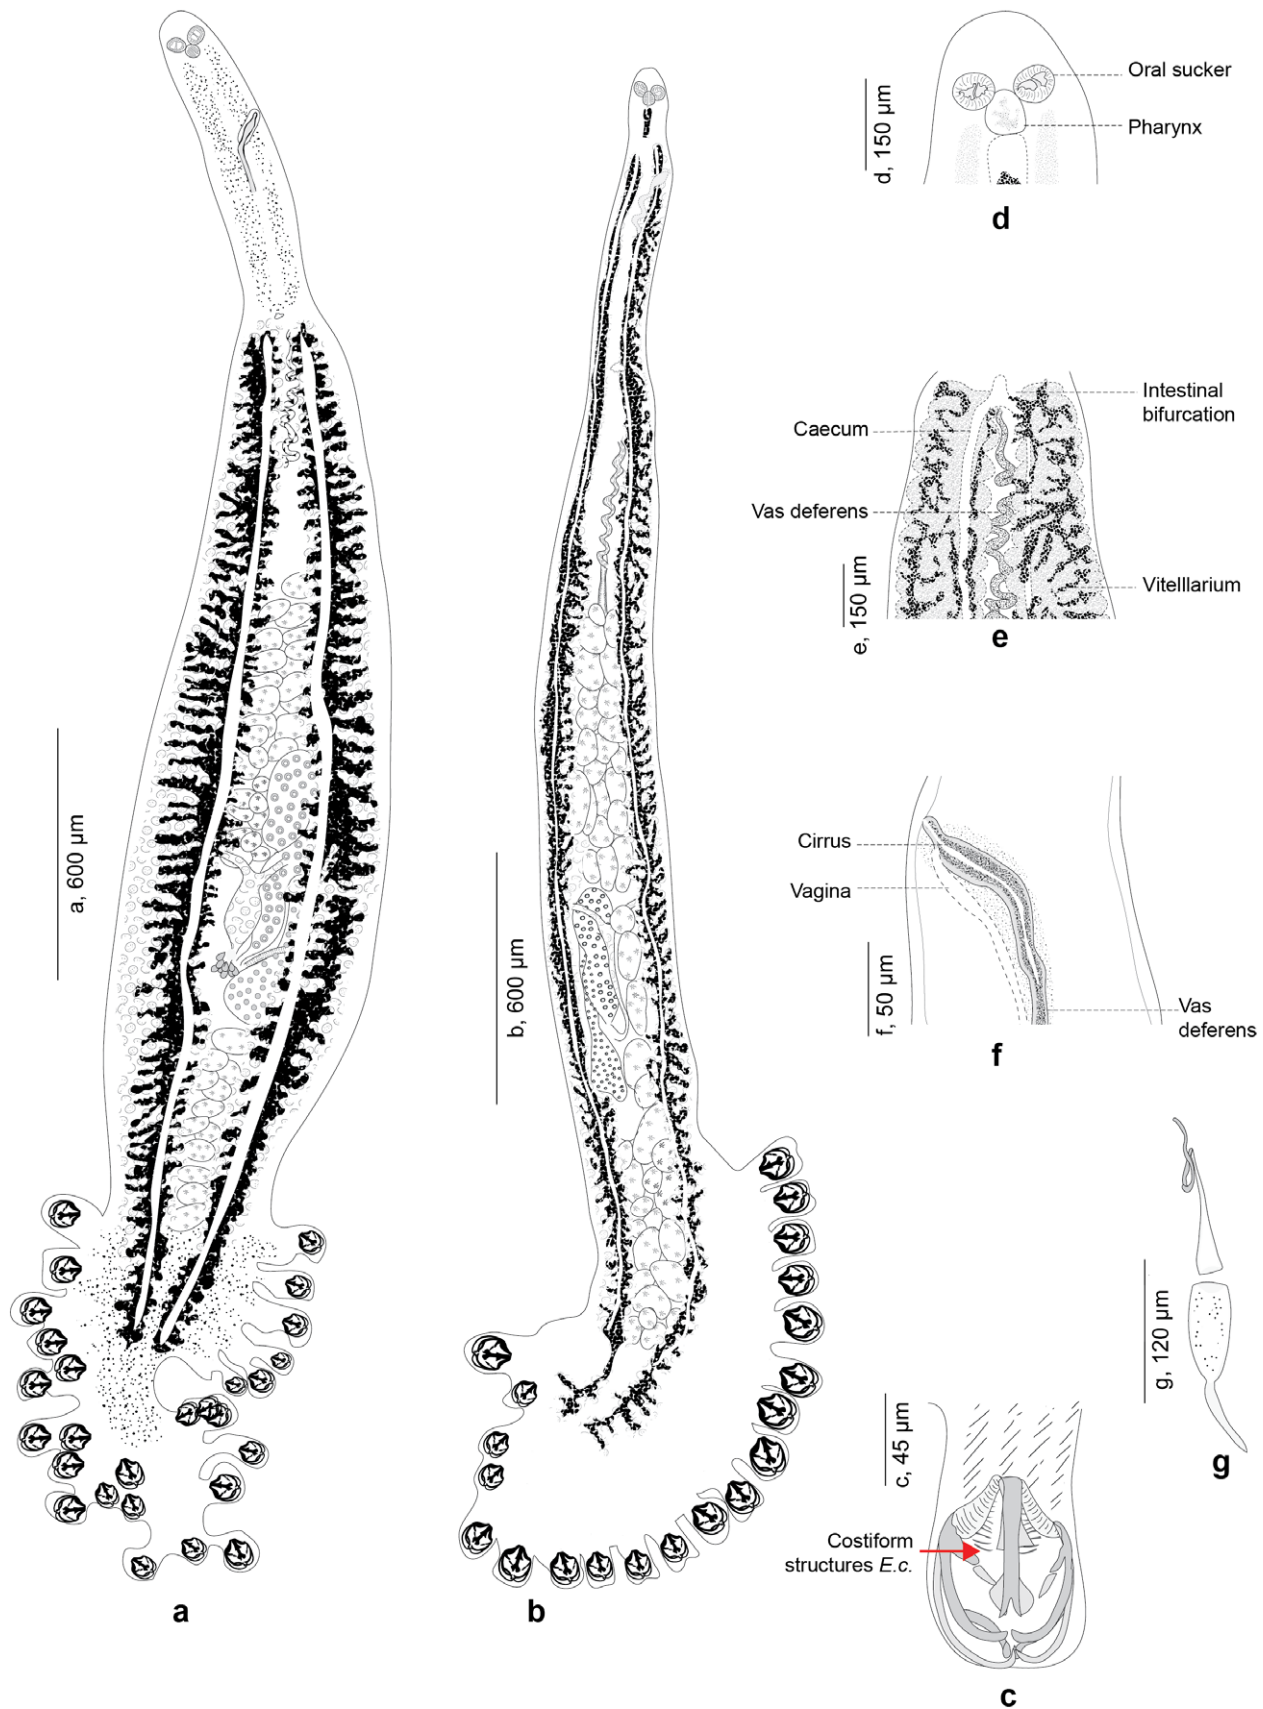 Oral sucker
Pharynx
d, 150 µm
d
Intestinal
bifurcation
Caecum
Vas deferens
Vitelllarium
e, 150 µm
e
a, 600 µm
Cirrus
Vagina
b, 600 µm
f, 50 µm
Vas
deferens
f
g, 120 µm
c, 45 µm
g
Costiform
structures E.c.
a
b
c